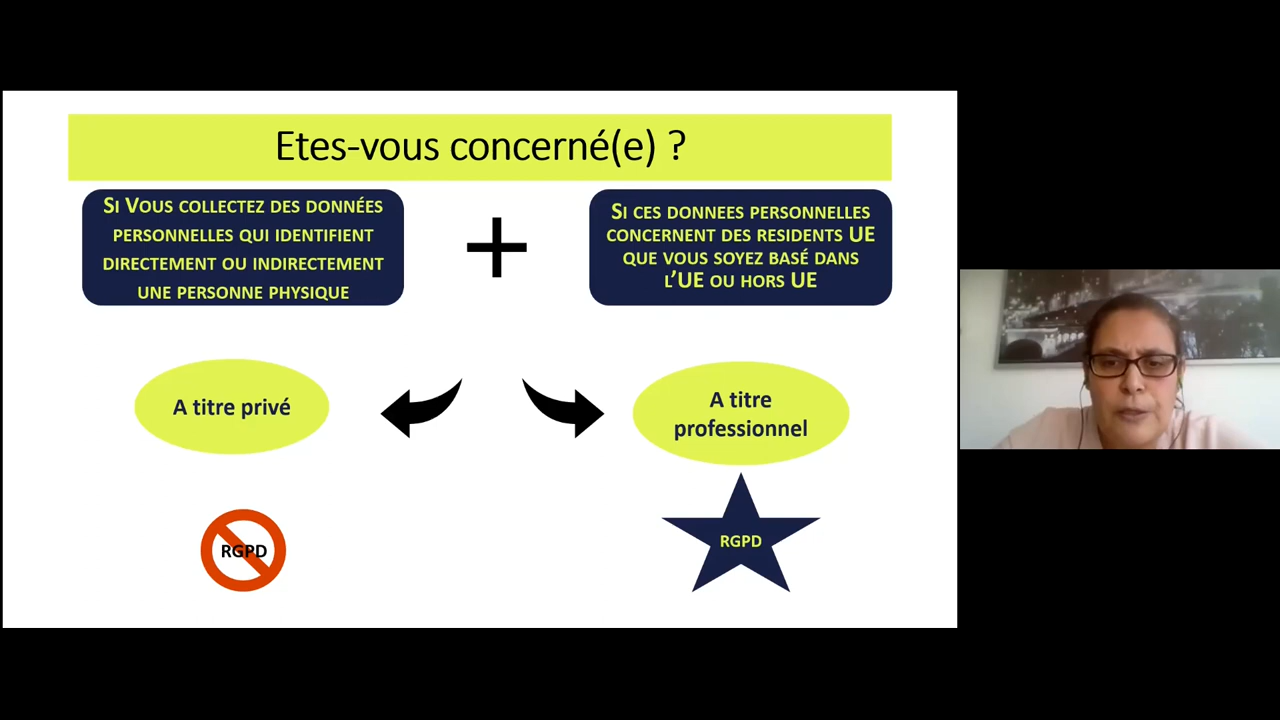 Etes-vous concerné(e) ?
Si Vous collectez des données
personnelles qui identifient
directement ou indirectement
une personne physique
Si ces donnees personnelles
concernent des residents UE
que vous soyez basé dans
l'UE ou hors UE
A titre privé
A titre
professionnel
RGPD
RGPD